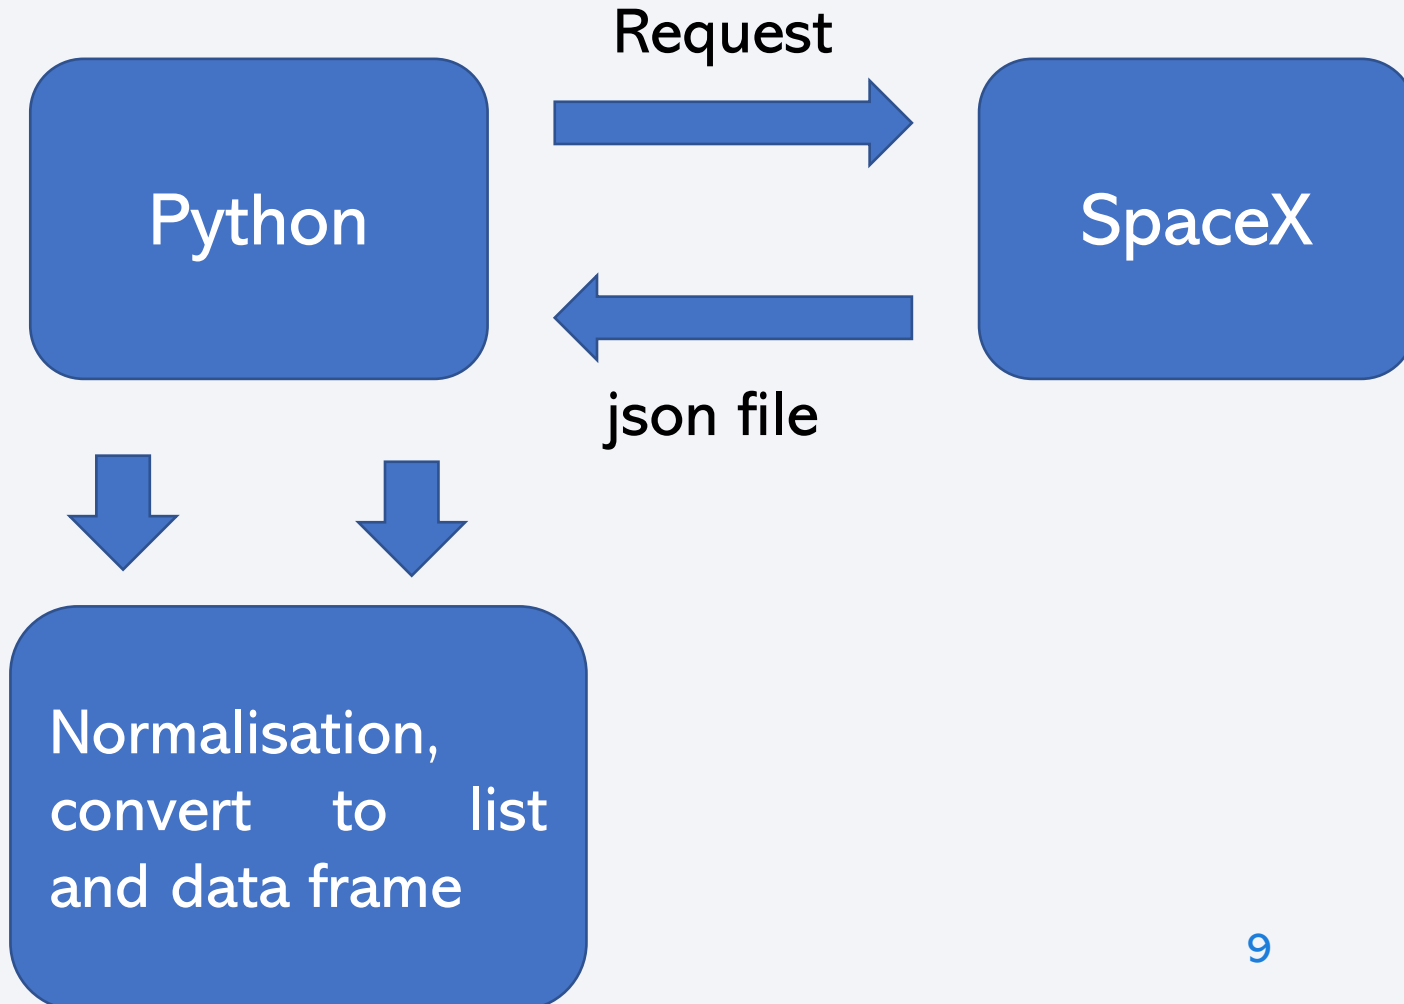 Request
Python
SpaceX
json file
Normalisation,
convert to list
and data frame
9